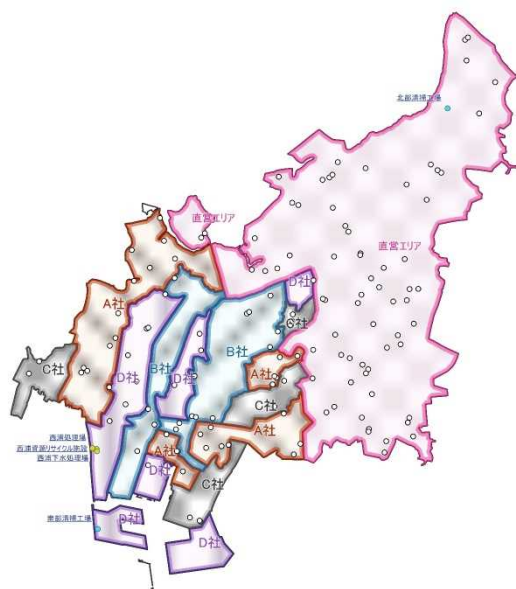 北部清掃工場
直営エリア
直営エリア
D社
C社
A社
B社
B社
C社
D社
D社
A社
C社
A社
A社
D社
C社
西浦処理場
西浦資源リサイクル施設
西浦下水処理場
南部清掃工場
D社
D社